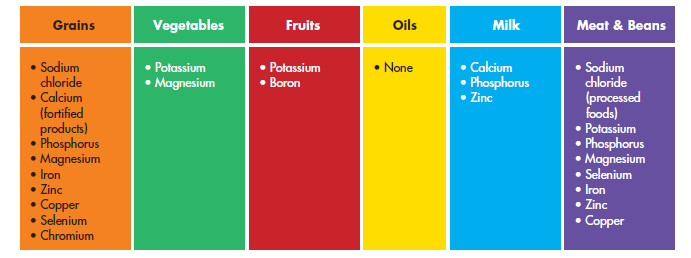 Grains
Vegetables
Fruits
Oils
Milk
Meat & Beans
• Sodium
chloride
• Calcium
(fortified
products)
• Phosphorus
• Magnesium
• Iron
• Zinc
• Copper
• Selenium
• Chromium
• Potassium
• Magnesium
• Potassium
• Boron
• None
• Calcium
• Phosphorus
• Zinc
• Sodium
chloride
(processed
foods)
• Potassium
• Phosphorus
• Magnesium
• Selenium
• Iron
• Zinc
• Copper